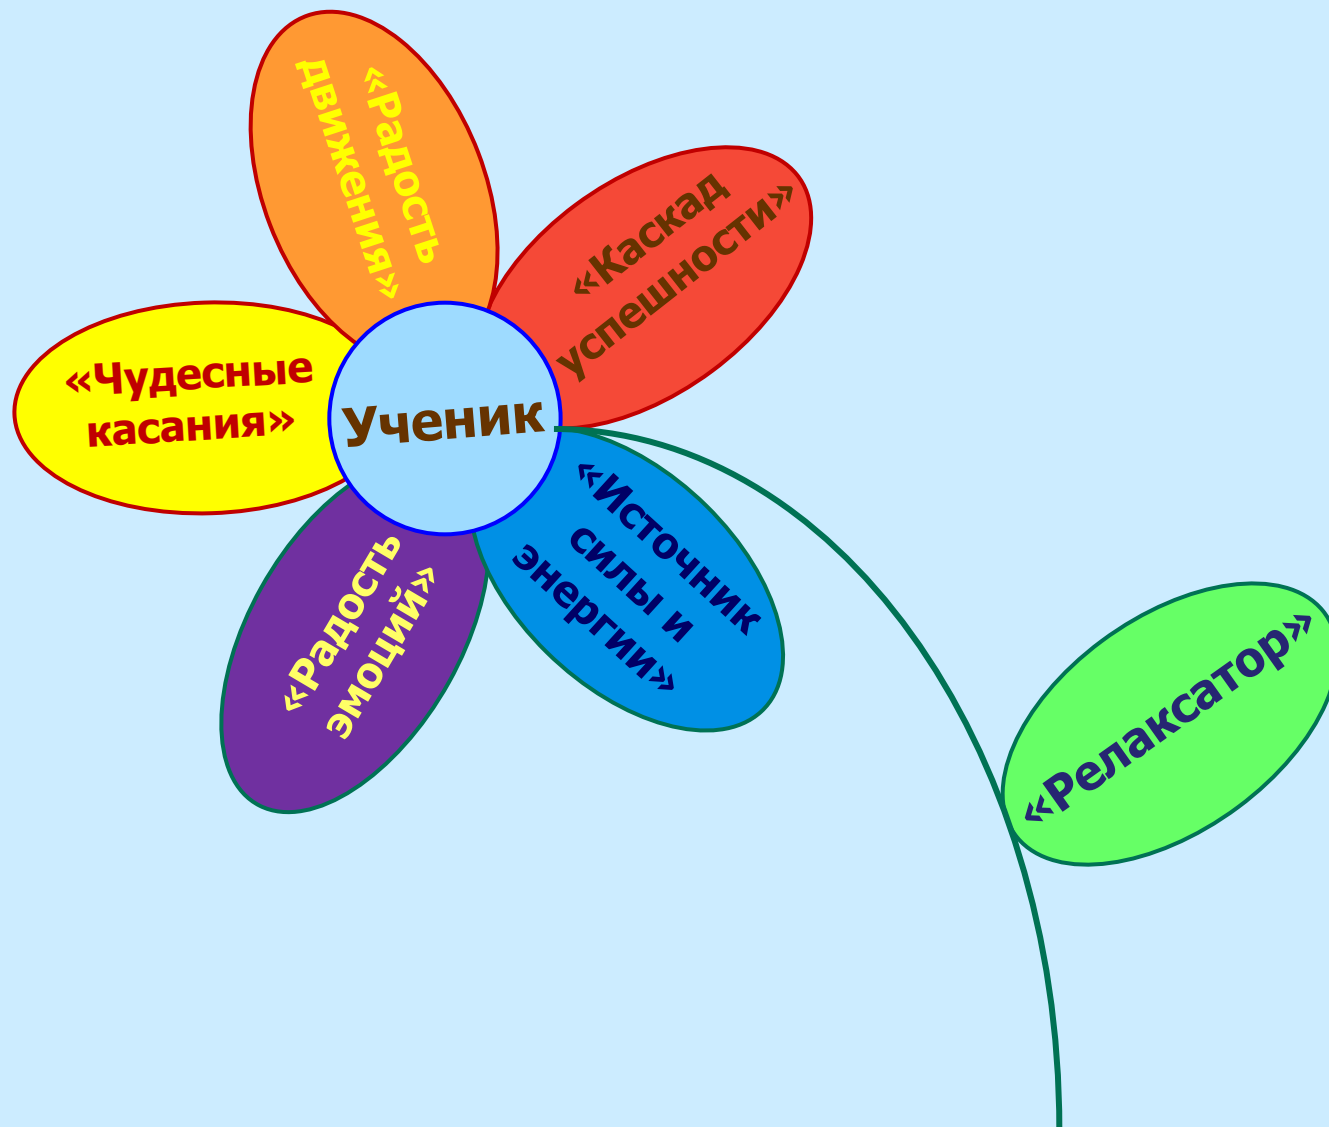 «Радость
движения»
«Каскад
успешности»
«Чудесные
касания»
Ученик
«Источник
силы и
энергии»
«Радость
эмоций»
«Релаксатор»